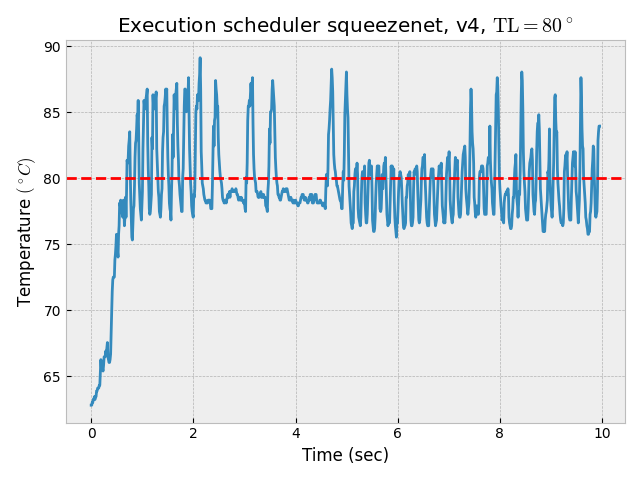 Execution scheduler squeezenet, v4, TL = 80°
90
85
80
75
70
65
Temperature (°C)
0 2 4 6 8 10
Time (sec)